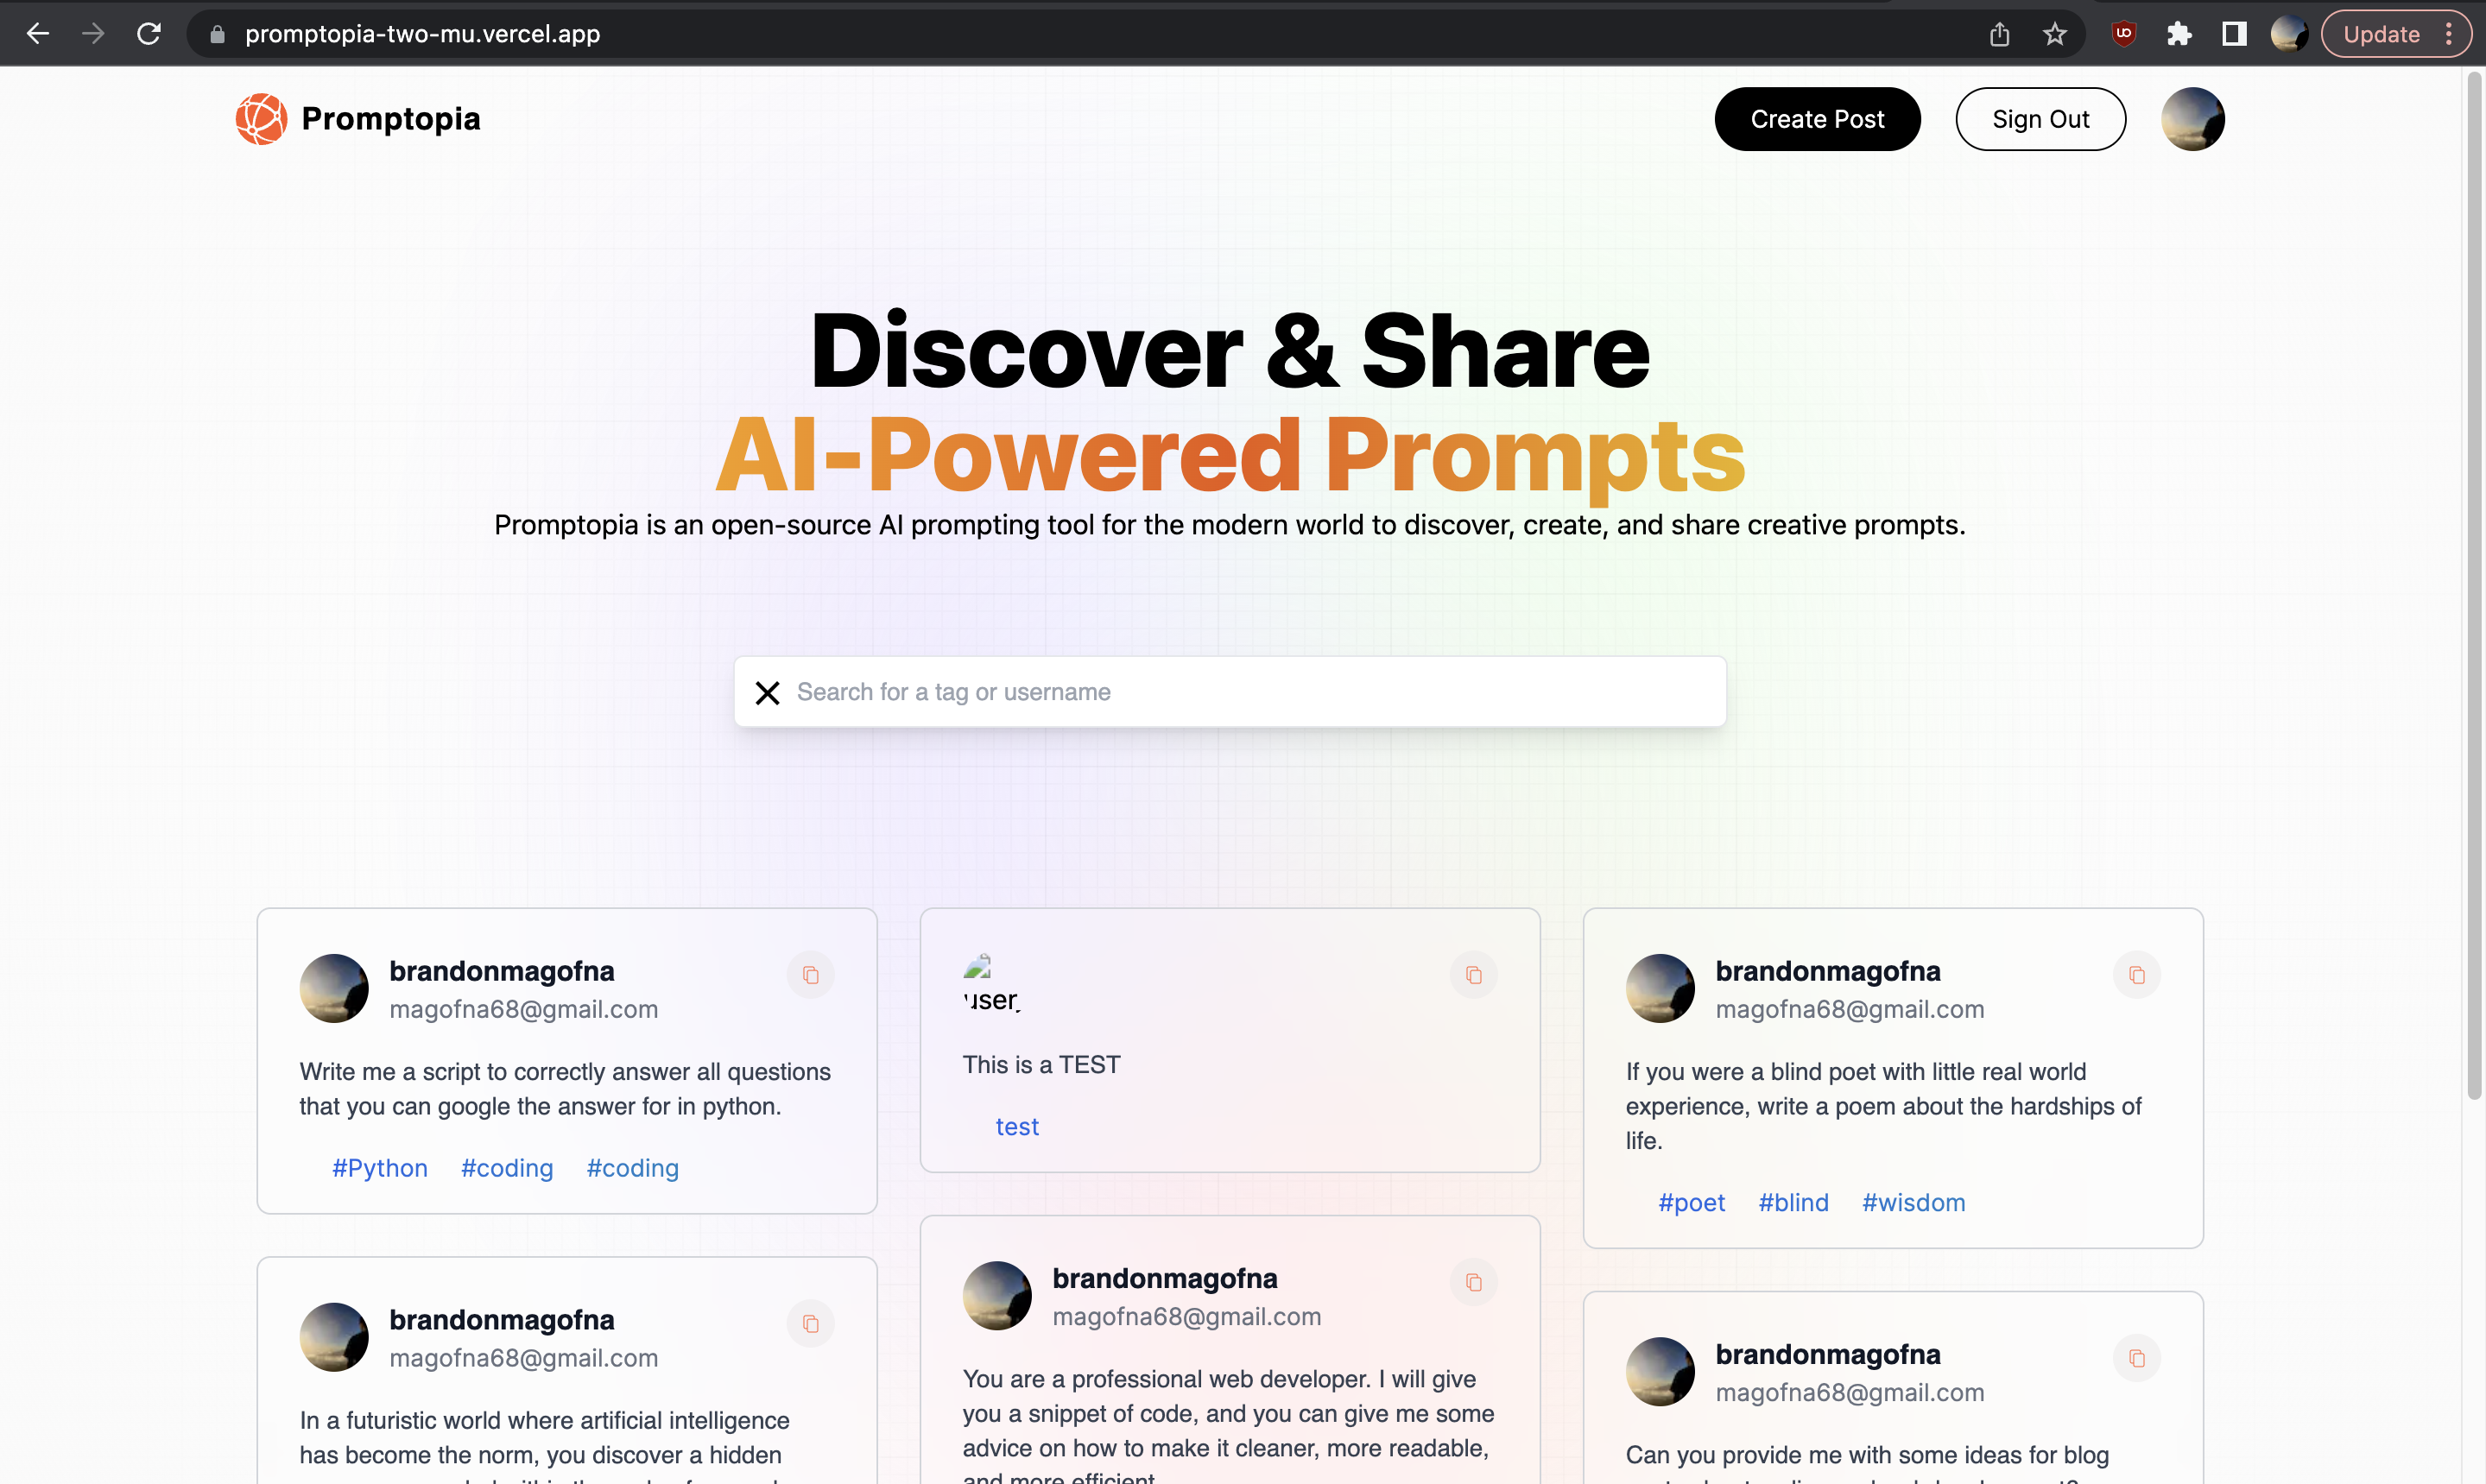 promptopia-two-mu.vercel.app
Update
Promptopia
Create Post
Sign Out
Discover & Share
AI-Powered Prompts
Promptopia is an open-source AI prompting tool for the modern world to discover, create, and share creative prompts.
Search for a tag or username
brandonmagofna
magofna68@gmail.com
Write me a script to correctly answer all questions
that you can google the answer for in python.
#Python #coding #coding
brandonmagofna
magofna68@gmail.com
In a futuristic world where artificial intelligence
has become the norm, you discover a hidden
user
This is a TEST
test
brandonmagofna
magofna68@gmail.com
You are a professional web developer. I will give
you a snippet of code, and you can give me some
advice on how to make it cleaner, more readable,
and more efficient
brandonmagofna
magofna68@gmail.com
If you were a blind poet with little real world
experience, write a poem about the hardships of
life.
#poet #blind #wisdom
brandonmagofna
magofna68@gmail.com
Can you provide me with some ideas for blog